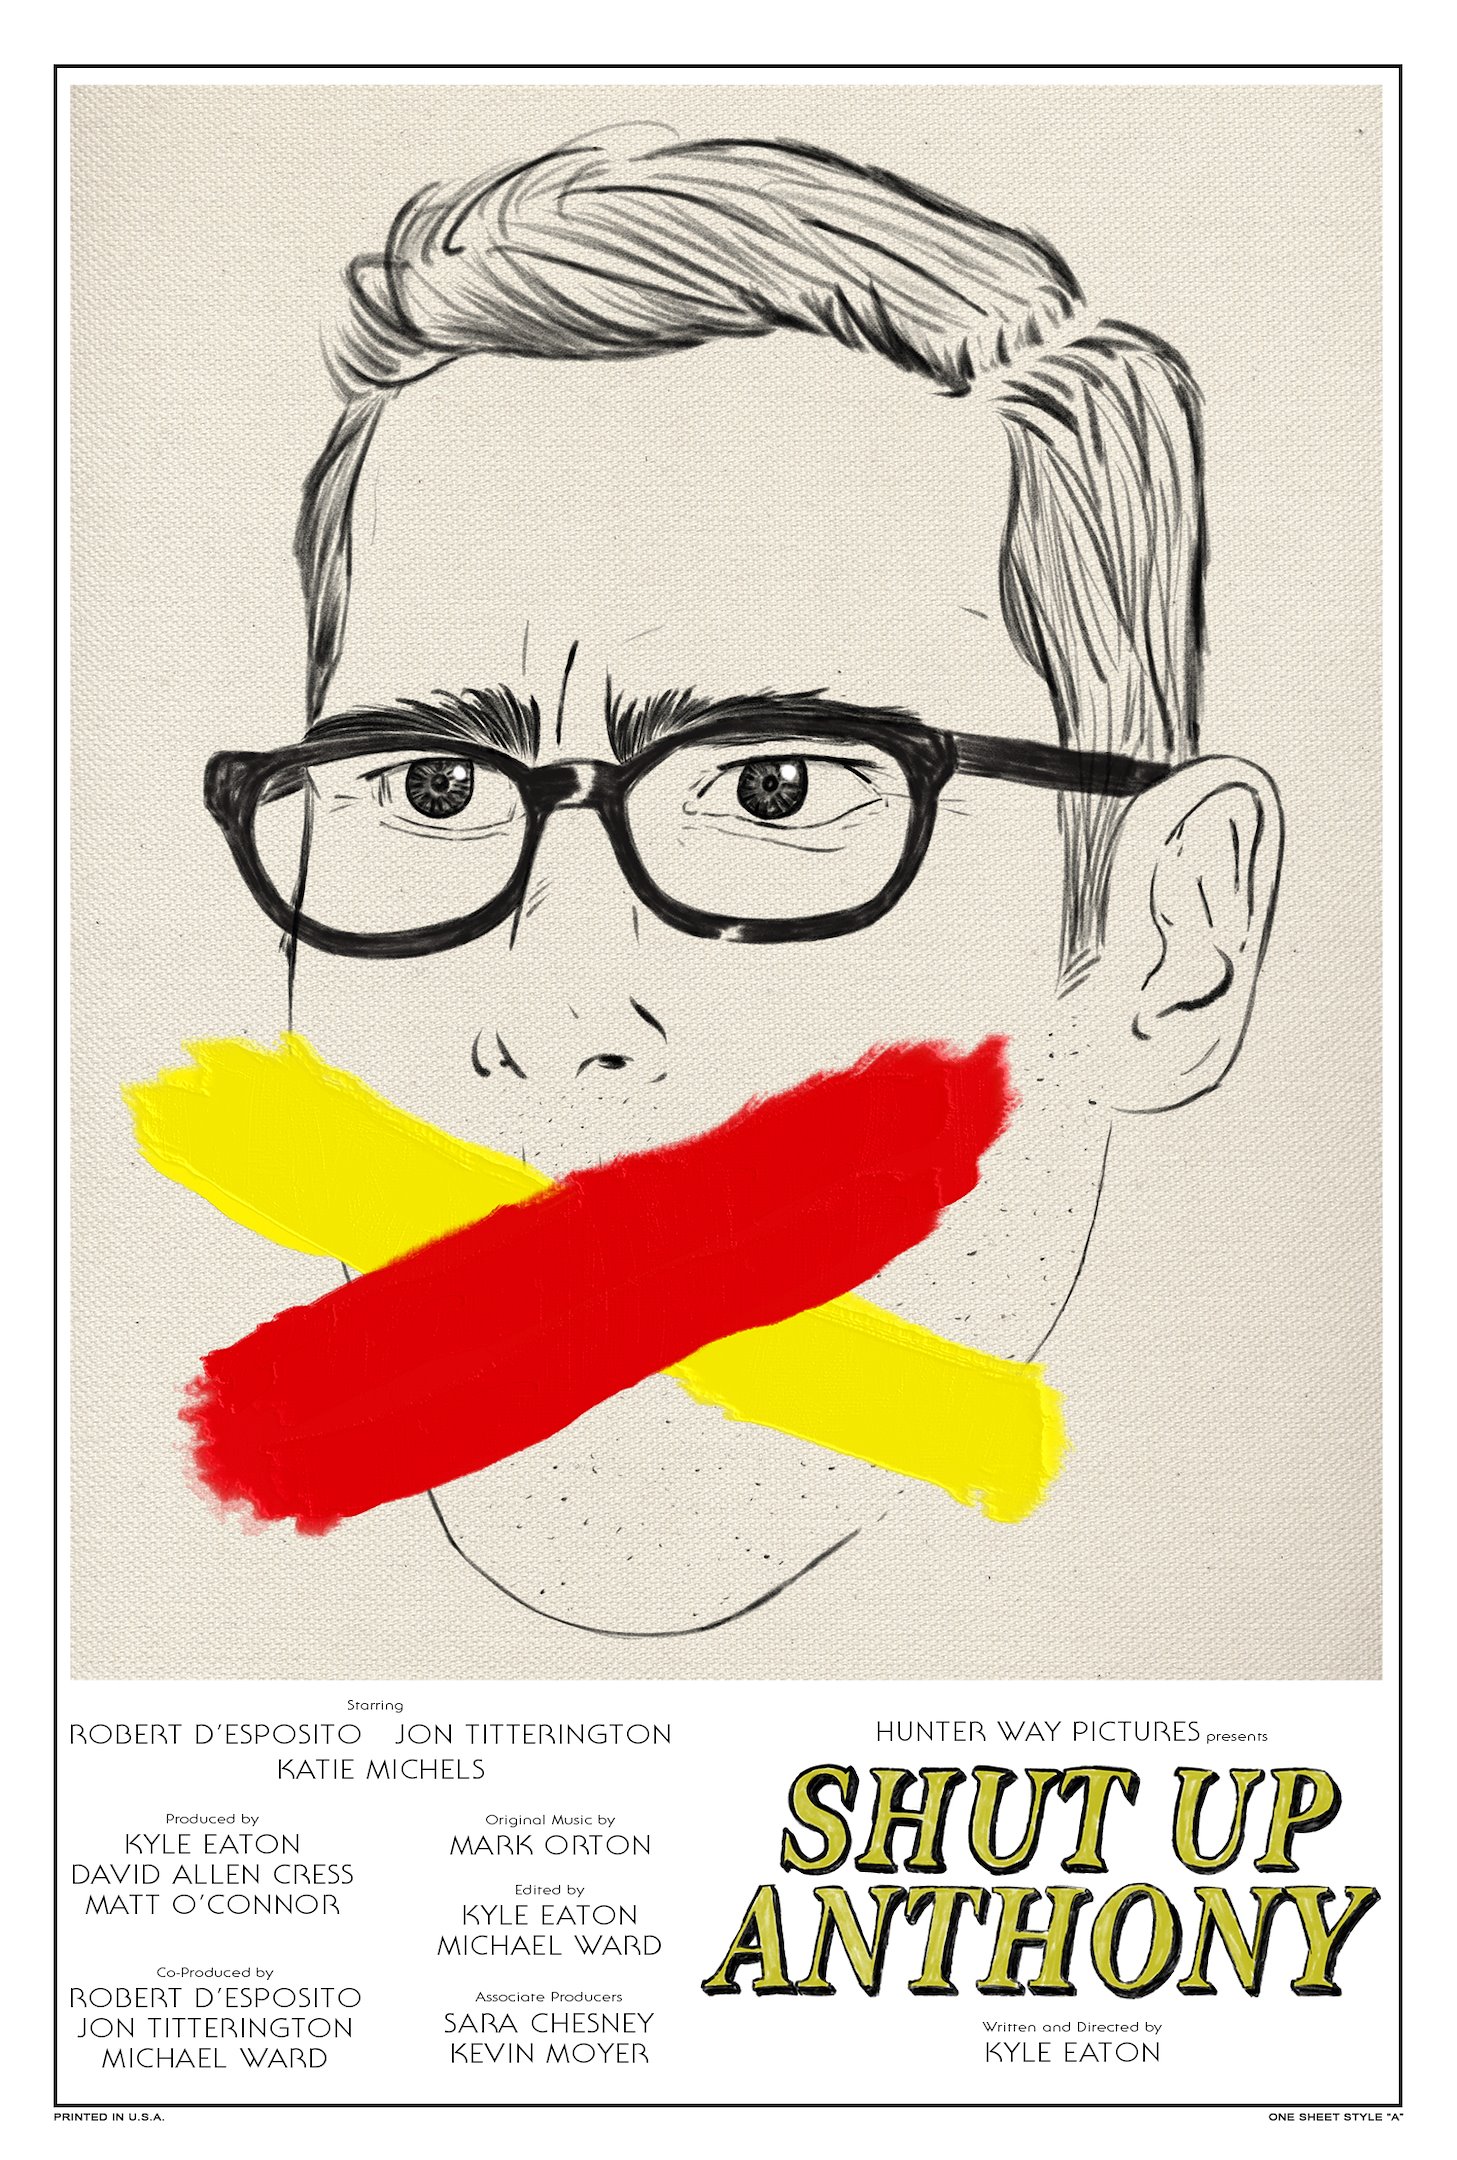 Starring
ROBERT D'ESPOSITO JON TITTERINGTON
KATIE MICHELS
Produced by
KYLE EATON
DAVID ALLEN CRESS
MATT O'CONNOR
Co-Produced by
ROBERT D'ESPOSITO
JON TITTERINGTON
MICHAEL WARD
Original Music by
MARK ORTON
Edited by
KYLE EATON
MICHAEL WARD
Associate Producers
SARA CHESNEY
KEVIN MOYER
HUNTER WAY PICTURES presents
SHUT UP
ANTHONY
Written and Directed by
KYLE EATON
PRINTED IN U.S.A.
ONE SHEET STYLE "A"